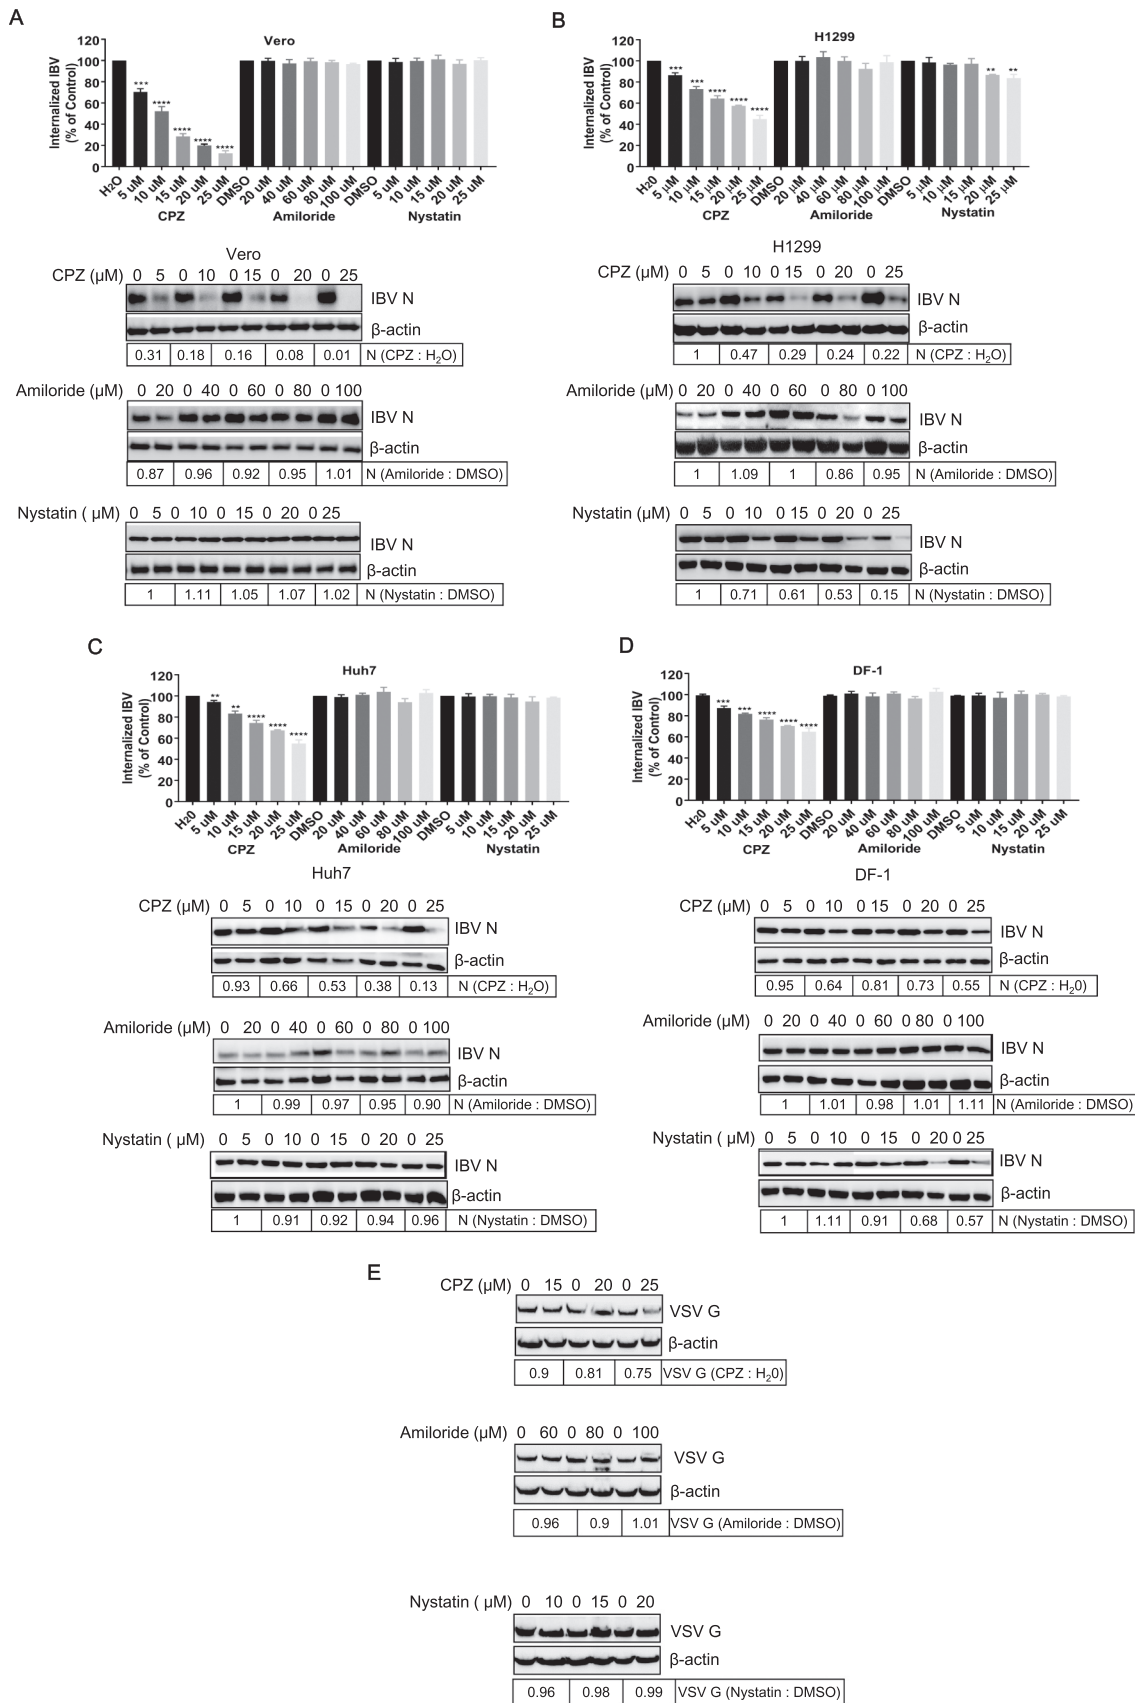 A
Vero
Internalized IBV
(% of Control)
120
100
80
60
40
20
0
H2O
5 uM
10 uM
15 uM
20 uM
25 uM
DMSO
20 uM
40 uM
60 uM
80 uM
100 uM
DMSO
5 uM
10 uM
15 uM
20 uM
25 uM
*** **** **** **** ****
CPZ Amiloride Nystatin
Vero
CPZ (µM) 0 5 0 10 0 15 0 20 0 25
IBV N
β-actin
0.31 0.18 0.16 0.08 0.01 N (CPZ : H₂O)
Amiloride (µM) 0 20 0 40 0 60 0 80 0 100
IBV N
β-actin
0.87 0.96 0.92 0.95 1.01 N (Amiloride : DMSO)
Nystatin ( µM) 0 5 0 10 0 15 0 20 0 25
IBV N
β-actin
1 1.11 1.05 1.07 1.02 N (Nystatin : DMSO)
B
H1299
Internalized IBV
(% of Control)
120
100
80
60
40
20
0
H20
5 µM
10 µM
15 µM
20 µM
25 µM
DMSO
20 µM
40 µM
60 µM
80 µM
100 µM
DMSO
5 µM
10 µM
15 µM
20 µM
25 µM
*** *** **** **** **** ** **
CPZ Amiloride Nystatin
H1299
CPZ (µM) 0 5 0 10 0 15 0 20 0 25
IBV N
β-actin
1 0.47 0.29 0.24 0.22 N (CPZ : H₂O)
Amiloride (µM) 0 20 0 40 0 60 0 80 0 100
IBV N
β-actin
1 1.09 1 0.86 0.95 N (Amiloride : DMSO)
Nystatin (µM) 0 5 0 10 0 15 0 20 0 25
IBV N
β-actin
1 0.71 0.61 0.53 0.15 N (Nystatin : DMSO)
C
Huh7
Internalized IBV
(% of Control)
120
100
80
60
40
20
0
H20
5 uM
10 uM
15 uM
20 uM
25 uM
DMSO
20 uM
40 uM
60 uM
80 uM
100 uM
DMSO
5 uM
10 uM
15 uM
20 uM
25 uM
** ** **** **** ****
CPZ Amiloride Nystatin
Huh7
CPZ (µM) 0 5 0 10 0 15 0 20 0 25
IBV N
β-actin
0.93 0.66 0.53 0.38 0.13 N (CPZ : H₂O)
Amiloride (µM) 0 20 0 40 0 60 0 80 0 100
IBV N
β-actin
1 0.99 0.97 0.95 0.90 N (Amiloride : DMSO)
Nystatin ( µM) 0 5 0 10 0 15 0 20 0 25
IBV N
β-actin
1 0.91 0.92 0.94 0.96 N (Nystatin : DMSO)
D
DF-1
Internalized IBV
(% of Control)
120
100
80
60
40
20
0
H20
5 uM
10 uM
15 uM
20 uM
25 uM
DMSO
20 uM
40 uM
60 uM
80 uM
100 uM
DMSO
5 uM
10 uM
15 uM
20 uM
25 uM
*** *** **** **** ****
CPZ Amiloride Nystatin
DF-1
CPZ (µM) 0 5 0 10 0 15 0 20 0 25
IBV N
β-actin
0.95 0.64 0.81 0.73 0.55 N (CPZ : H₂0)
Amiloride (µM) 0 20 0 40 0 60 0 80 0 100
IBV N
β-actin
1 1.01 0.98 1.01 1.11 N (Amiloride : DMSO)
Nystatin ( µM) 0 5 0 10 0 15 0 20 0 25
IBV N
β-actin
1 1.11 0.91 0.68 0.57 N (Nystatin : DMSO)
E
CPZ (µM) 0 15 0 20 0 25
VSV G
β-actin
0.9 0.81 0.75 VSV G (CPZ : H₂0)
Amiloride (µM) 0 60 0 80 0 100
VSV G
β-actin
0.96 0.9 1.01 VSV G (Amiloride : DMSO)
Nystatin ( µM) 0 10 0 15 0 20
VSV G
β-actin
0.96 0.98 0.99 VSV G (Nystatin : DMSO)